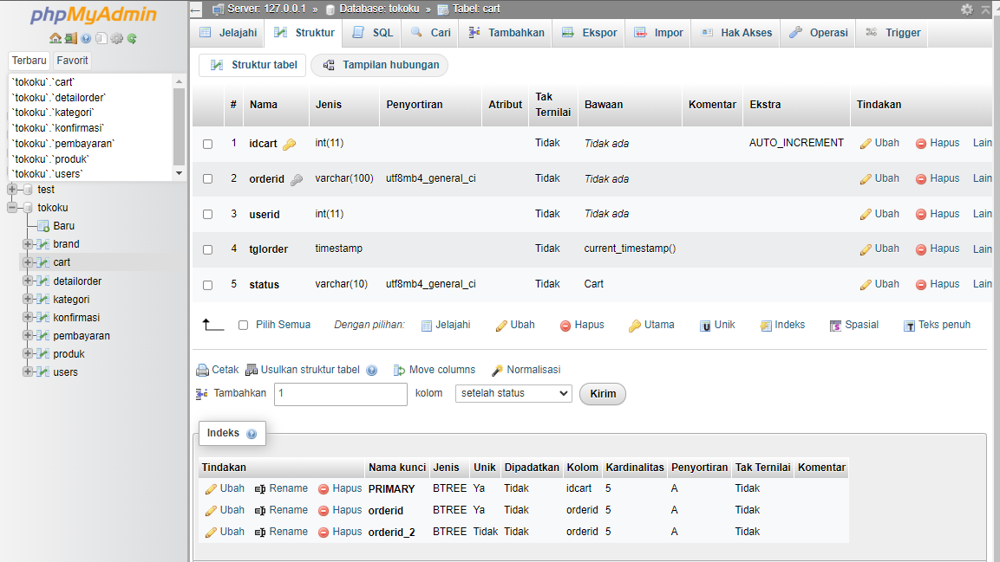 phpMyAdmin
Terbaru Favorit
`tokoku`.`cart`
`tokoku`.`detailorder`
`tokoku`.`kategori`
`tokoku`.`konfirmasi`
`tokoku`.`pembayaran`
`tokoku`.`produk`
`tokoku`.`users`
test
tokoku
Baru
brand
cart
detailorder
kategori
konfirmasi
pembayaran
produk
users
Server: 127.0.0.1 » Database: tokoku » Tabel: cart
Jelajahi Struktur SQL Cari Tambahkan Ekspor Impor Hak Akses Operasi Trigger
Struktur tabel Tampilan hubungan
# Nama Jenis Penyortiran Atribut Tak Ternilai Bawaan Komentar Ekstra Tindakan
1 idcart int(11) Tidak Tidak ada AUTO_INCREMENT Ubah Hapus Lain
2 orderid varchar(100) utf8mb4_general_ci Tidak Tidak ada Ubah Hapus Lain
3 userid int(11) Tidak Tidak ada Ubah Hapus Lain
4 tglorder timestamp Tidak current_timestamp() Ubah Hapus Lain
5 status varchar(10) utf8mb4_general_ci Tidak Cart Ubah Hapus Lain
Pilih Semua Dengan pilihan: Jelajahi Ubah Hapus Utama Unik Indeks Spasial Teks penuh
Cetak Usulkan struktur tabel Move columns Normalisasi
Tambahkan 1 kolom setelah status Kirim
Indeks
Tindakan Nama kunci Jenis Unik Dipadatkan Kolom Kardinalitas Penyortiran Tak Ternilai Komentar
Ubah Rename Hapus PRIMARY BTREE Ya Tidak idcart 5 A Tidak
Ubah Rename Hapus orderid BTREE Ya Tidak orderid 5 A Tidak
Ubah Rename Hapus orderid_2 BTREE Tidak Tidak orderid 5 A Tidak